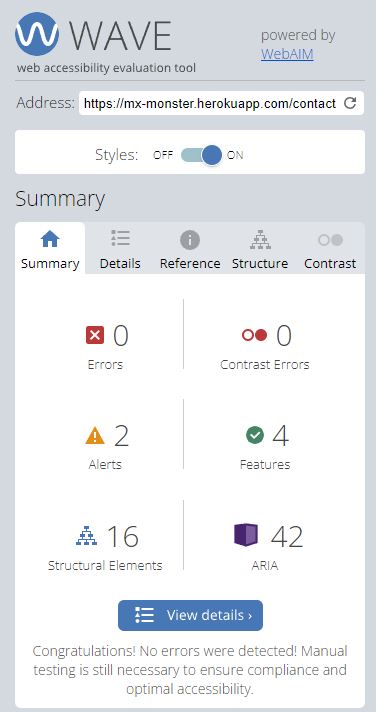 WAVE
web accessibility evaluation tool
powered by
WebAIM
Address: https://mx-monster.herokuapp.com/contact
Styles: OFF ON
Summary
Summary Details Reference Structure Contrast
0 0
Errors Contrast Errors
2 4
Alerts Features
16 42
Structural Elements ARIA
View details ›
Congratulations! No errors were detected! Manual
testing is still necessary to ensure compliance and
optimal accessibility.